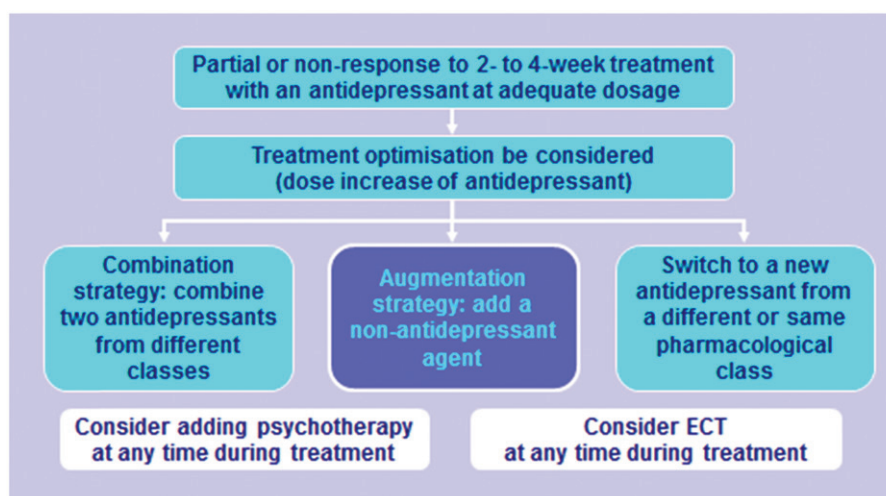 Partial or non-response to 2- to 4-week treatment
with an antidepressant at adequate dosage
Treatment optimisation be considered
(dose increase of antidepressant)
Combination
strategy: combine
two antidepressants
from different
classes
Augmentation
strategy: add a
non-antidepressant
agent
Switch to a new
antidepressant from
a different or same
pharmacological
class
Consider adding psychotherapy
at any time during treatment
Consider ECT
at any time during treatment